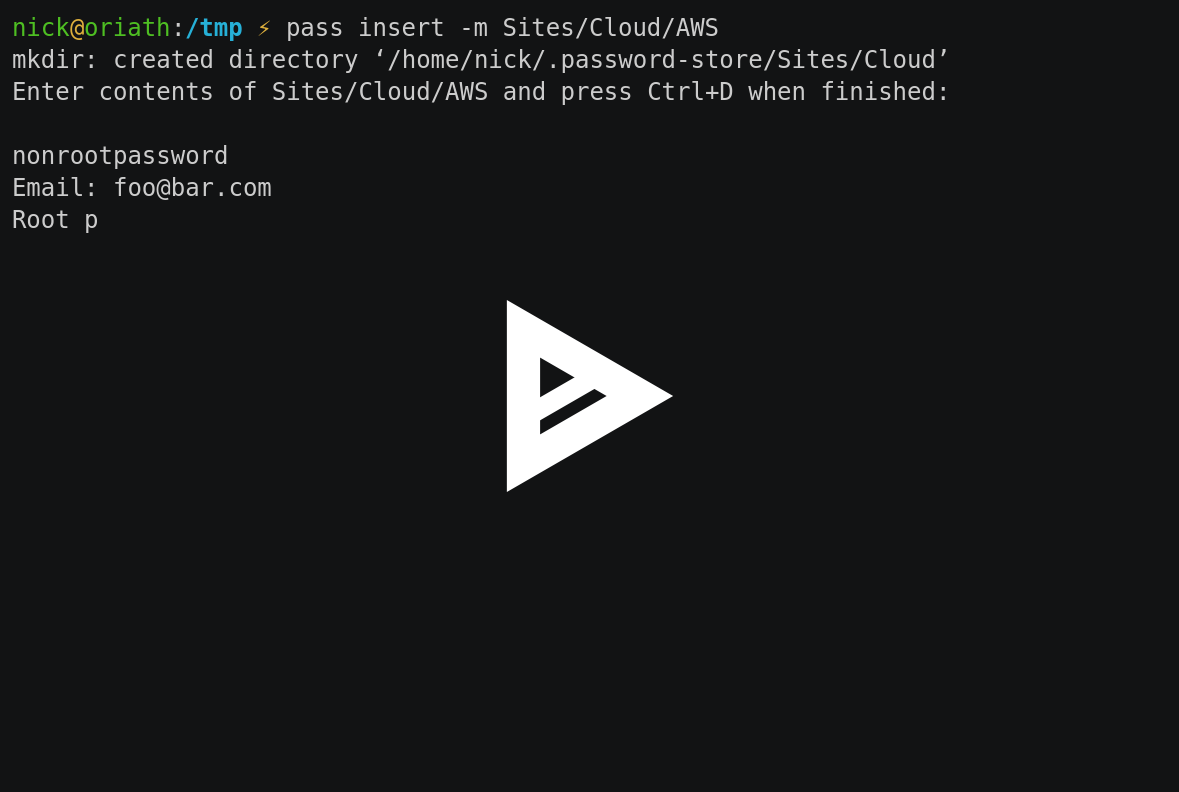 nick@oriath:/tmp ⚡ pass insert -m Sites/Cloud/AWS
mkdir: created directory ‘/home/nick/.password-store/Sites/Cloud’
Enter contents of Sites/Cloud/AWS and press Ctrl+D when finished:
nonrootpassword
Email: foo@bar.com
Root p